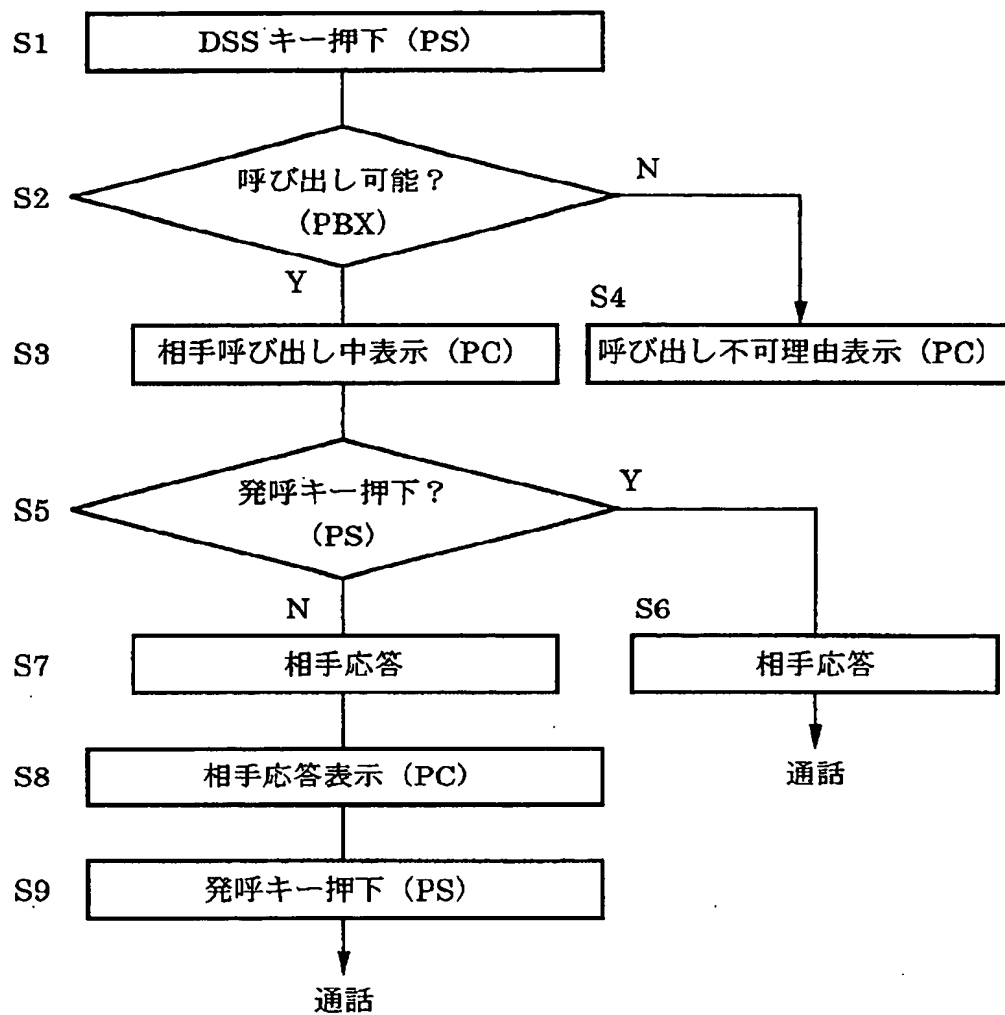 S1
DSSキー押下 (PS)
S2
呼び出し可能？
(PBX)
N
Y
S4
S3
相手呼び出し中表示 (PC)
呼び出し不可理由表示 (PC)
S5
発呼キー押下？
(PS)
Y
N
S6
S7
相手応答
相手応答
S8
相手応答表示 (PC)
通話
S9
発呼キー押下 (PS)
通話